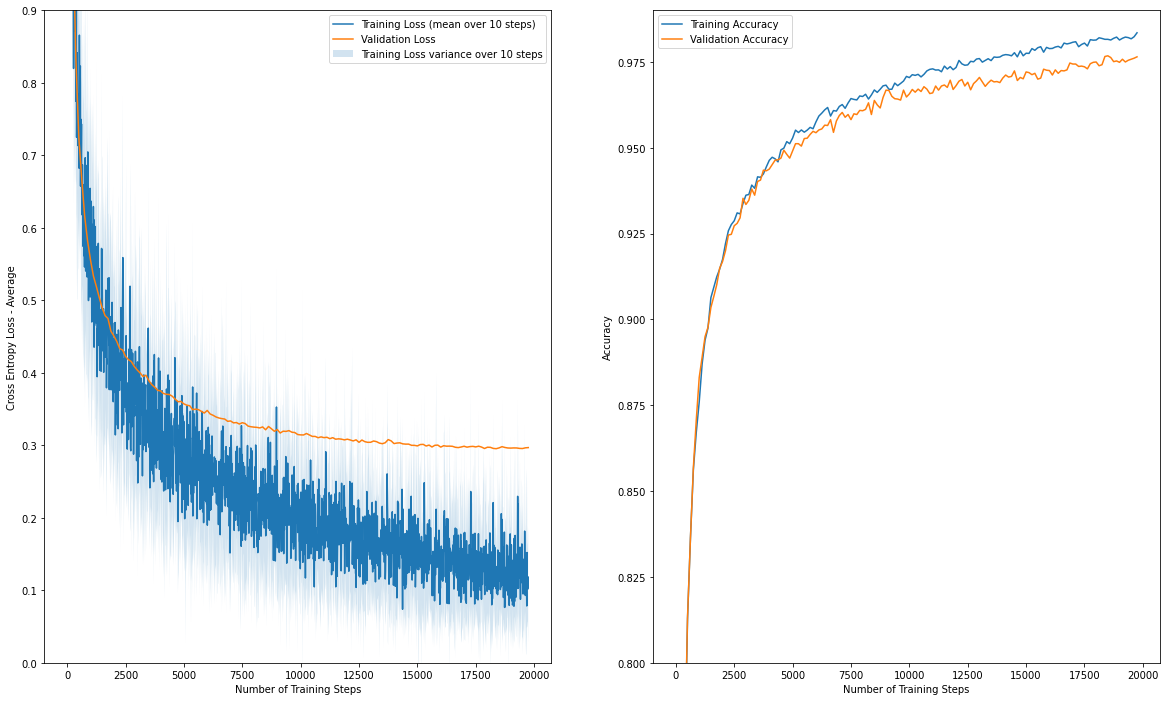 0.9
0.8
0.7
0.6
0.5
0.4
0.3
0.2
0.1
0.0
Cross Entropy Loss - Average
Training Loss (mean over 10 steps)
Validation Loss
Training Loss variance over 10 steps
0 2500 5000 7500 10000 12500 15000 17500 20000
Number of Training Steps
0.975
0.950
0.925
0.900
0.875
0.850
0.825
0.800
Accuracy
Training Accuracy
Validation Accuracy
0 2500 5000 7500 10000 12500 15000 17500 20000
Number of Training Steps